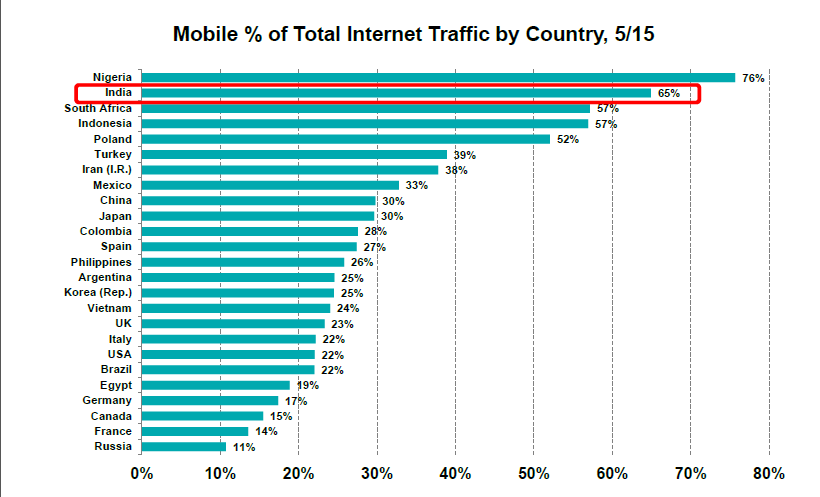 Mobile % of Total Internet Traffic by Country, 5/15
Nigeria 76%
India 65%
South Africa 57%
Indonesia 57%
Poland 52%
Turkey 39%
Iran (I.R.) 38%
Mexico 33%
China 30%
Japan 30%
Colombia 28%
Spain 27%
Philippines 26%
Argentina 25%
Korea (Rep.) 25%
Vietnam 24%
UK 23%
Italy 22%
USA 22%
Brazil 22%
Egypt 19%
Germany 17%
Canada 15%
France 14%
Russia 11%
0% 10% 20% 30% 40% 50% 60% 70% 80%